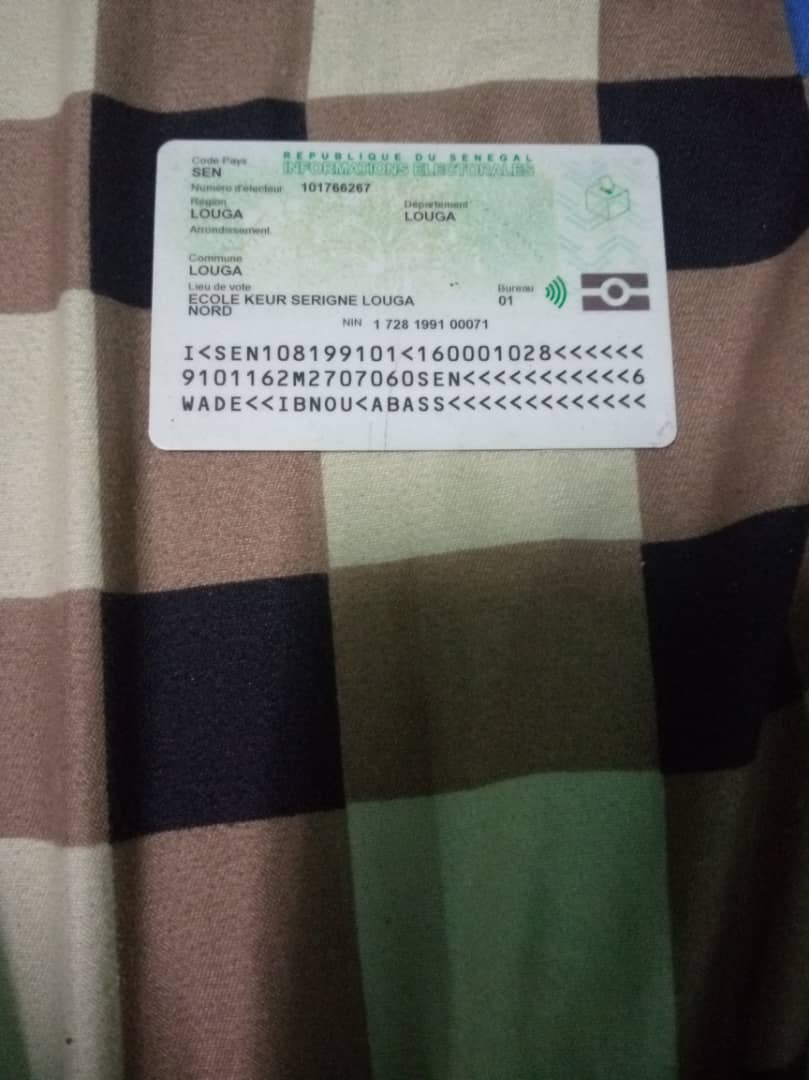 REPUBLIQUE DU SENEGAL
INFORMATIONS ELECTORALES
Code Pays
SEN
Numéro d'électeur 101766267
Région Département
LOUGA LOUGA
Arrondissement
Commune
LOUGA
Lieu de vote Bureau
ECOLE KEUR SERIGNE LOUGA 01
NORD
NIN 1 728 1991 00071
I<SEN108199101<160001028<<<<<<
9101162M2707060SEN<<<<<<<<<<<6
WADE<<IBNOU<ABASS<<<<<<<<<<<<<